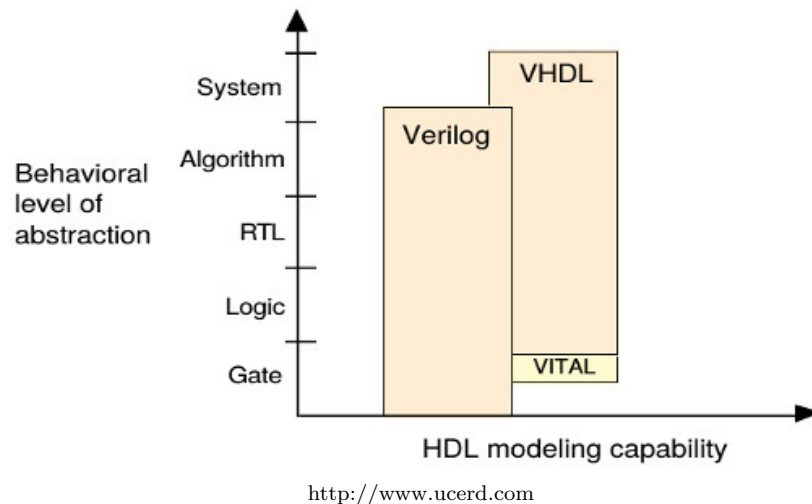 System
VHDL
Verilog
Algorithm
Behavioral
level of
abstraction
RTL
Logic
Gate
VITAL
HDL modeling capability
http://www.ucerd.com